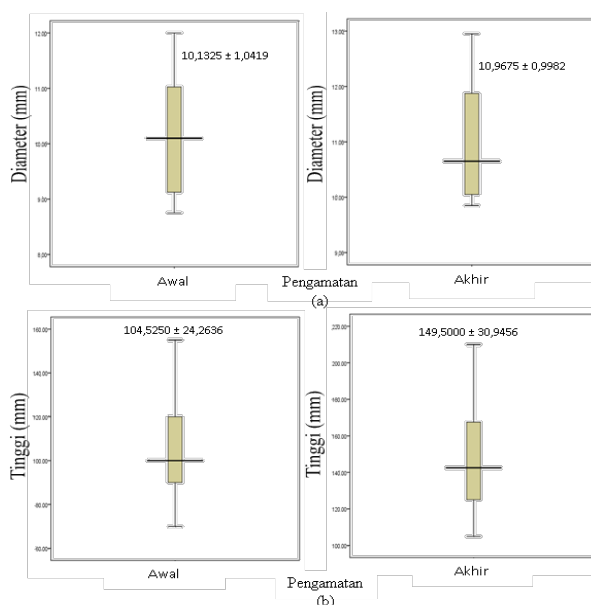 Diameter (mm)
12.00
11.00
10.00
9.00
8.00
10,1325 ± 1,0419
Awal
Diameter (mm)
13.00
12.00
11.00
10.00
9.00
10,9675 ± 0,9982
Akhir
Pengamatan
(a)
Tinggi (mm)
160.00
140.00
120.00
100.00
80.00
60.00
104,5250 ± 24,2636
Awal
Tinggi (mm)
220.00
200.00
180.00
160.00
140.00
120.00
100.00
149,5000 ± 30,9456
Akhir
Pengamatan
(b)